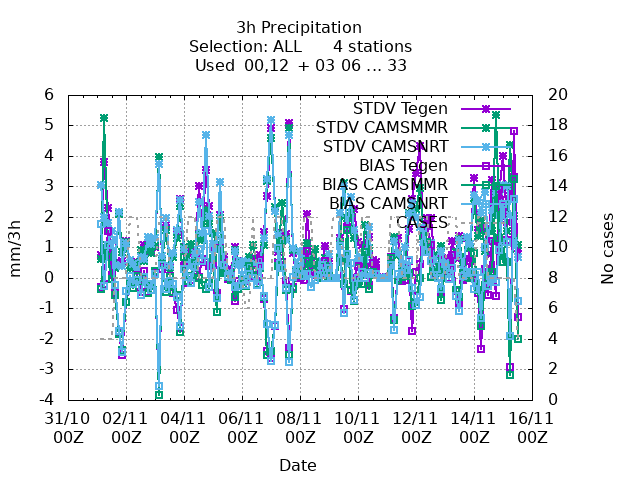 3h Precipitation
Selection: ALL 4 stations
Used 00,12 + 03 06 ... 33
STDV Tegen
STDV CAMSMMR
STDV CAMSNRT
BIAS Tegen
BIAS CAMSMMR
BIAS CAMSNRT
CASES
mm/3h
6
5
4
3
2
1
0
-1
-2
-3
-4
No cases
20
18
16
14
12
10
8
6
4
2
0
31/10 02/11 04/11 06/11 08/11 10/11 12/11 14/11 16/11
00Z 00Z 00Z 00Z 00Z 00Z 00Z 00Z 00Z
Date